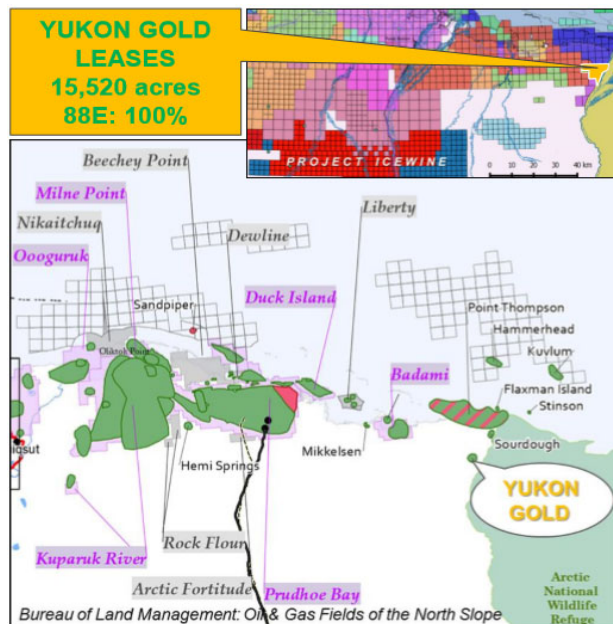 YUKON GOLD
LEASES
15,520 acres
88E: 100%
PROJECT ICEWINE
0 20 40 km
Beechey Point
Milne Point
Nikaitchuq
Oooguruk
Dewline
Liberty
Sandpiper
Duck Island
Point Thompson
Hammerhead
Kuvlum
Oliktok Point
Badami
Flaxman Island
Stinson
Mikkelsen
Sourdough
Hemi Springs
YUKON
GOLD
Rock Flour
Kuparuk River
Arctic Fortitude
Prudhoe Bay
Arctic
National
Wildlife
Refuge
Bureau of Land Management: Oil & Gas Fields of the North Slope